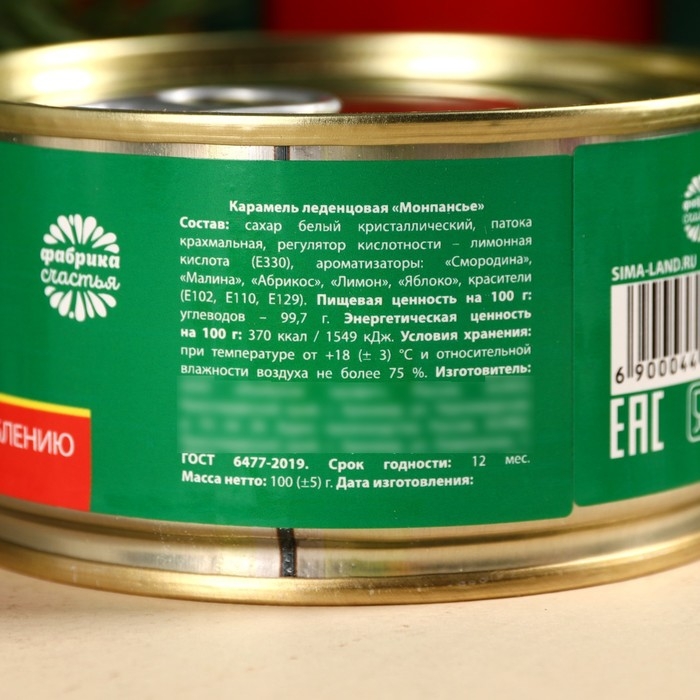 Карамель леденцовая «Монпансье»
Состав: сахар белый кристаллический, патока
крахмальная, регулятор кислотности – лимонная
кислота (Е330), ароматизаторы: «Смородина»,
«Малина», «Абрикос», «Лимон», «Яблоко», красители
(Е102, Е110, Е129). Пищевая ценность на 100 г:
углеводов – 99,7 г. Энергетическая ценность
на 100 г: 370 ккал / 1549 кДж. Условия хранения:
при температуре от +18 (± 3) °C и относительной
влажности воздуха не более 75 %. Изготовитель:
ГОСТ 6477-2019. Срок годности: 12 мес.
Масса нетто: 100 (±5) г. Дата изготовления:
фабрика
счастья
ЛЕНИЮ
SIMA-LAND.RU
6 900044
EAC